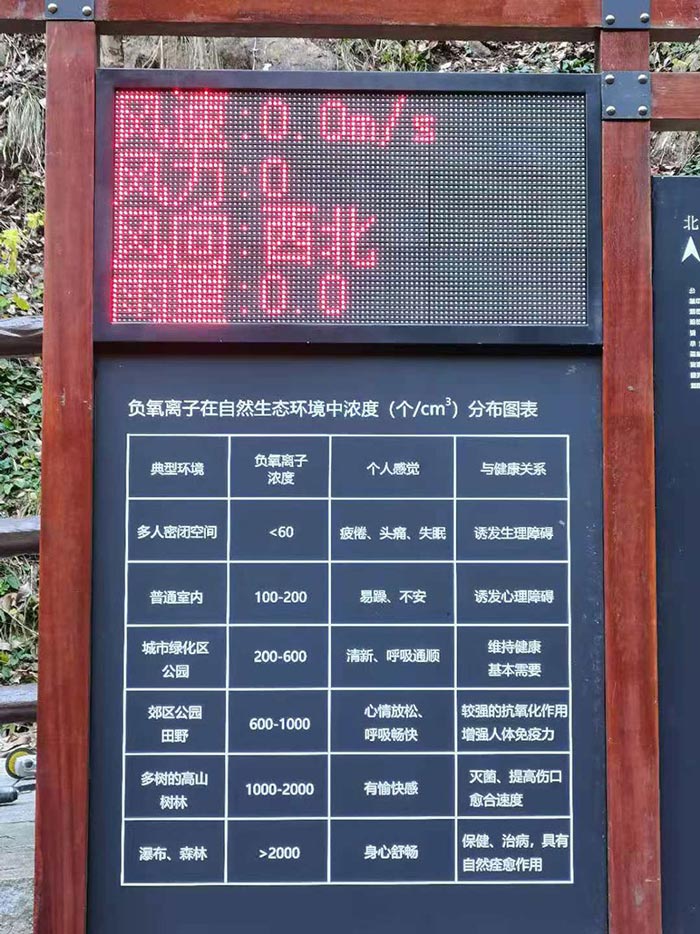 风速:0.0m/s
风力:0
风向:西北
雨量:0.0
负氧离子在自然生态环境中浓度（个/cm³）分布图表
典型环境
负氧离子
浓度
个人感觉
与健康关系
多人密闭空间
<60
疲倦、头痛、失眠
诱发生理障碍
普通室内
100-200
易躁、不安
诱发心理障碍
城市绿化区
公园
200-600
清新、呼吸通顺
维持健康
基本需要
郊区公园
田野
600-1000
心情放松、
呼吸畅快
较强的抗氧化作用
增强人体免疫力
多树的高山
树林
1000-2000
有愉快感
灭菌、提高伤口
愈合速度
瀑布、森林
>2000
身心舒畅
保健、治病，具有
自然痊愈作用
北